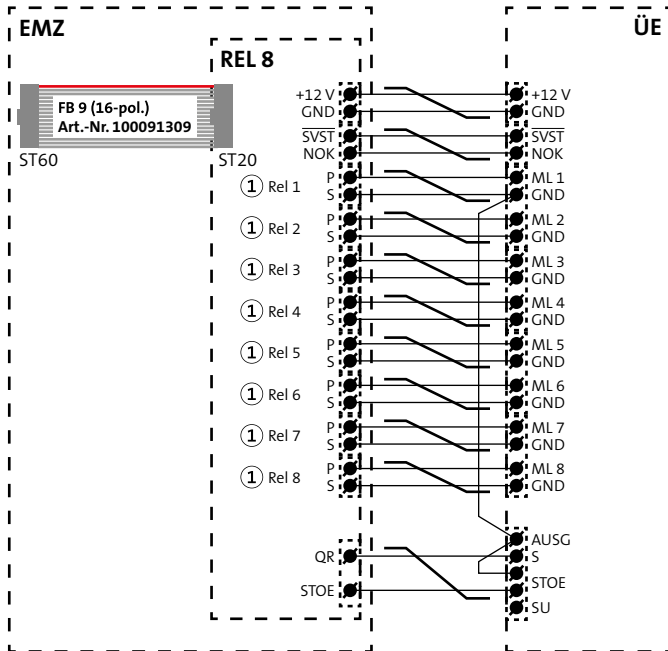 EMZ
ÜE
REL 8
FB 9 (16-pol.)
Art.-Nr. 100091309
ST60
ST20
+12 V +12 V
GND GND
SVST SVST
NOK NOK
1 Rel 1 P ML 1
S GND
1 Rel 2 P ML 2
S GND
1 Rel 3 P ML 3
S GND
1 Rel 4 P ML 4
S GND
1 Rel 5 P ML 5
S GND
1 Rel 6 P ML 6
S GND
1 Rel 7 P ML 7
S GND
1 Rel 8 P ML 8
S GND
AUSG
QR S
STOE STOE
SU